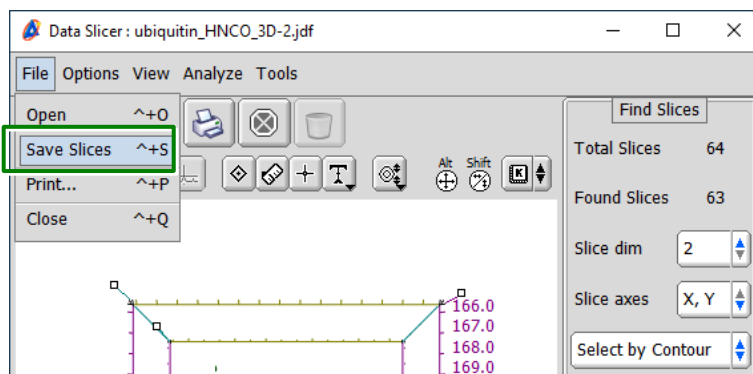 Data Slicer : ubiquitin_HNCO_3D-2.jdf
File Options View Analyze Tools
Open ^+O
Save Slices ^+S
Print... ^+P
Close ^+Q
T
Alt Shift
K
Find Slices
Total Slices 64
Found Slices 63
Slice dim 2
Slice axes X, Y
Select by Contour
166.0
167.0
168.0
169.0